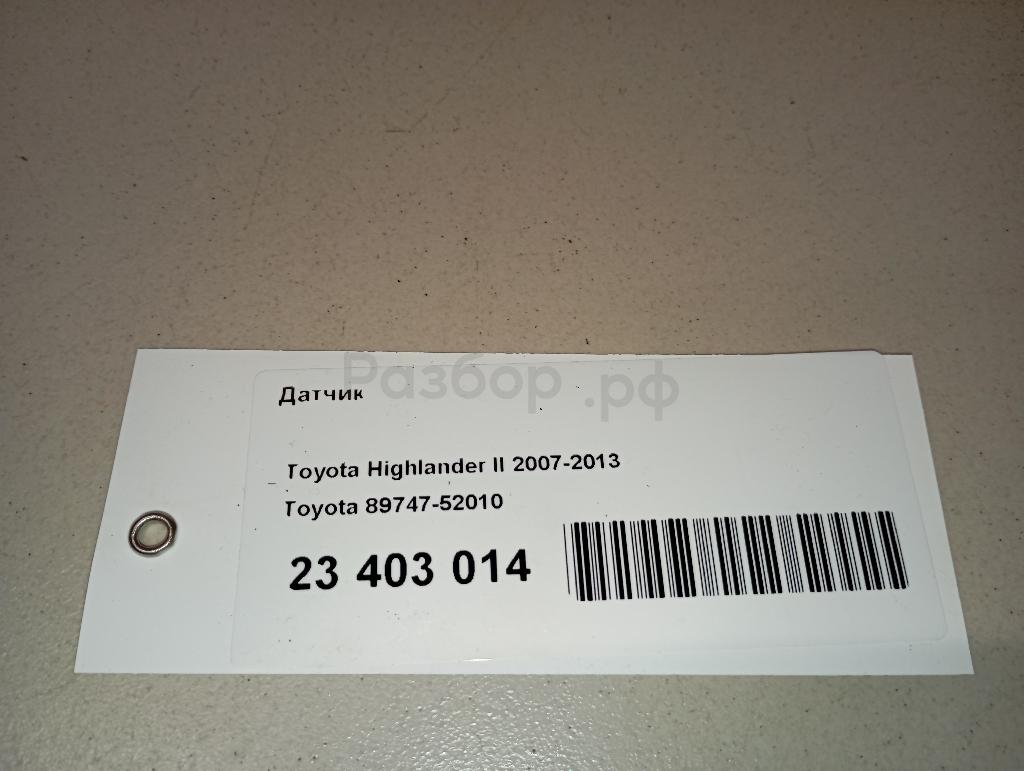 Разбор.рф
Датчик
Toyota Highlander II 2007-2013
Toyota 89747-52010
23 403 014